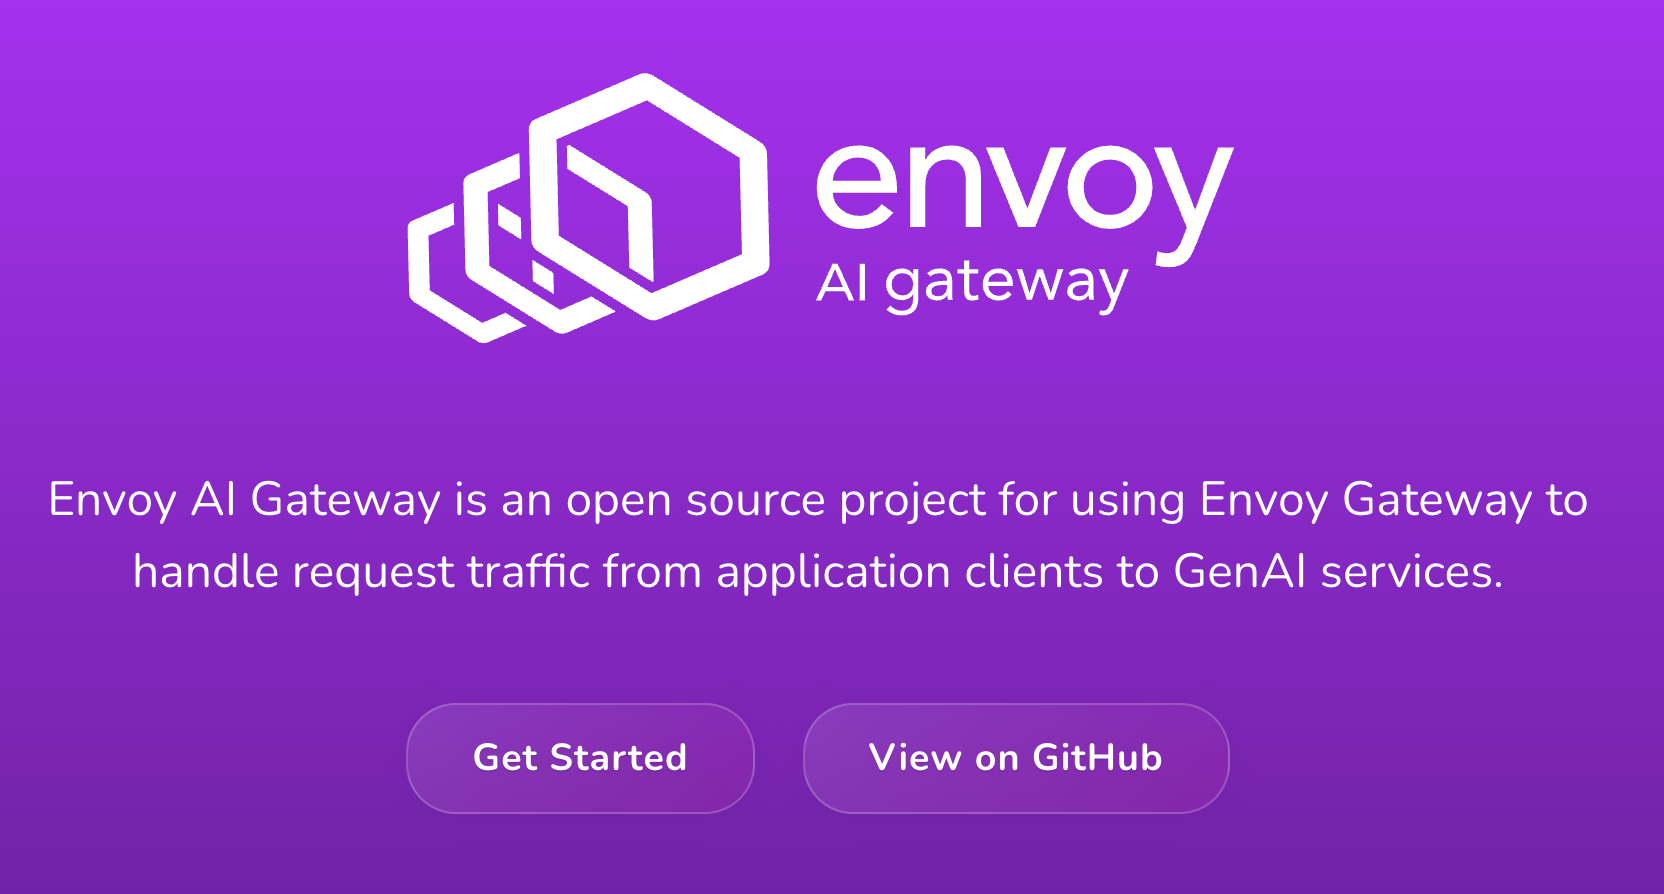 envoy
AI gateway
Envoy AI Gateway is an open source project for using Envoy Gateway to
handle request traffic from application clients to GenAI services.
Get Started
View on GitHub